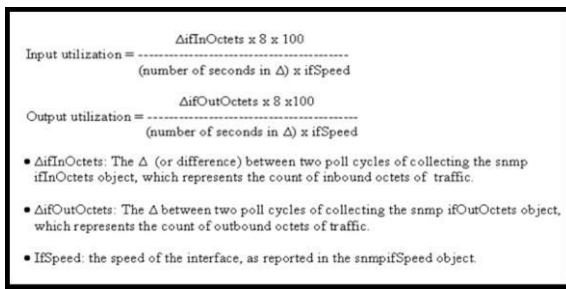 ΔifInOctets x 8 x 100
Input utilization = ------------------------------------------
(number of seconds in Δ) x ifSpeed
ΔifOutOctets x 8 x100
Output utilization = ------------------------------------------
(number of seconds in Δ) x ifSpeed
• ΔifInOctets: The Δ (or difference) between two poll cycles of collecting the snmp
ifInOctets object, which represents the count of inbound octets of traffic.
• ΔifOutOctets: The Δ between two poll cycles of collecting the snmp ifOutOctets object,
which represents the count of outbound octets of traffic.
• IfSpeed: the speed of the interface, as reported in the snmpifSpeed object.